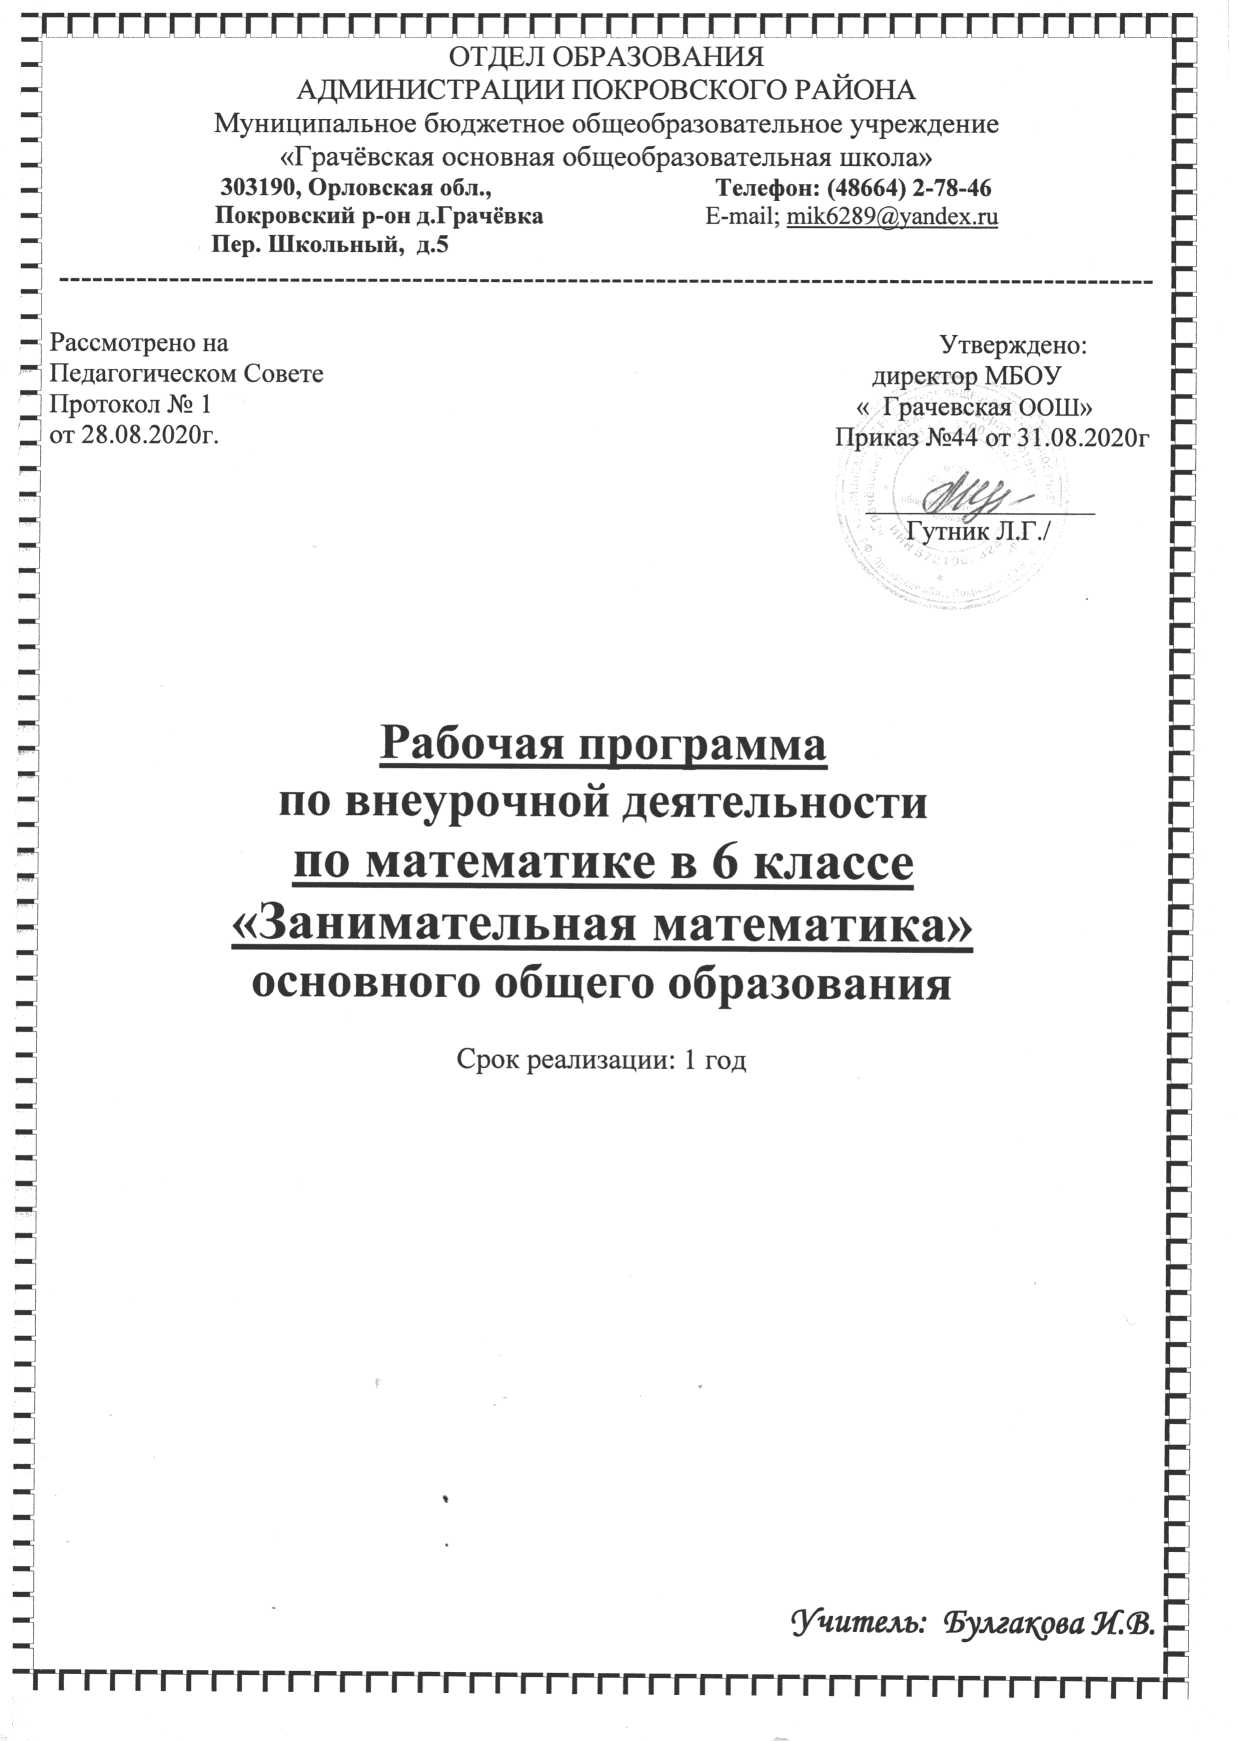 ОТДЕЛ ОБРАЗОВАНИЯ
АДМИНИСТРАЦИИ ПОКРОВСКОГО РАЙОНА
Муниципальное бюджетное общеобразовательное учреждение
«Грачёвская основная общеобразовательная школа»
303190, Орловская обл., Телефон: (48664) 2-78-46
Покровский р-он д.Грачёвка E-mail; mik6289@yandex.ru
Пер. Школьный, д.5
Рассмотрено на
Педагогическом Совете
Протокол № 1
от 28.08.2020г.
Утверждено:
директор МБОУ
« Грачевская ООШ»
Приказ №44 от 31.08.2020г
Гутник Л.Г./
Рабочая программа
по внеурочной деятельности
по математике в 6 классе
«Занимательная математика»
основного общего образования
Срок реализации: 1 год
Учитель: Булгакова И.В.